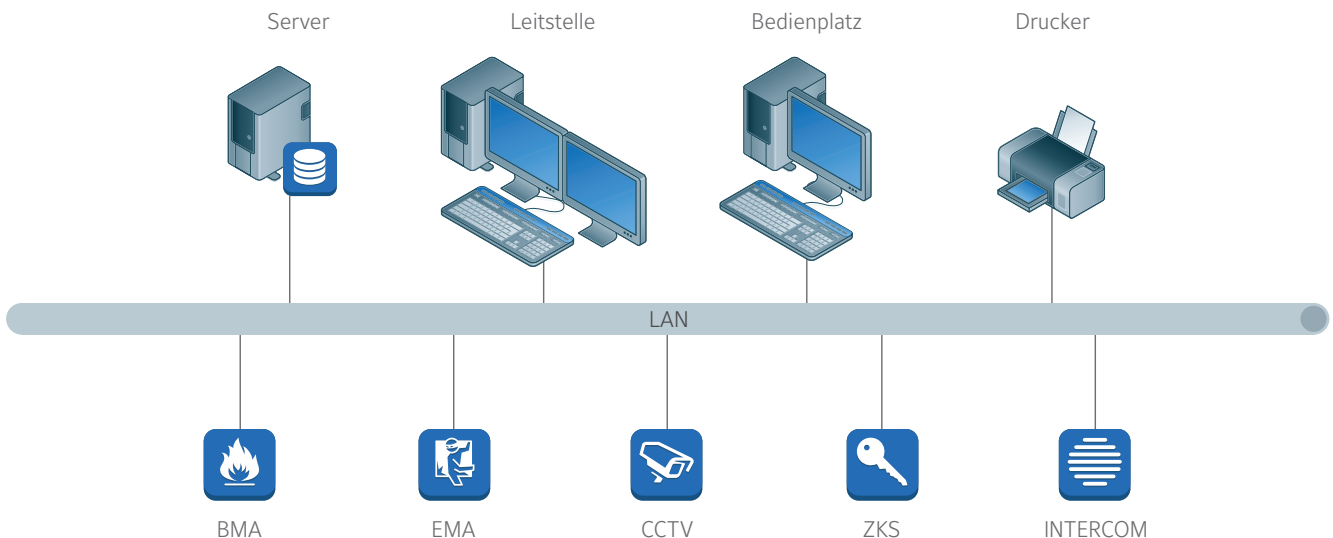 Server
Leitstelle
Bedienplatz
Drucker
LAN
BMA
EMA
CCTV
ZKS
INTERCOM